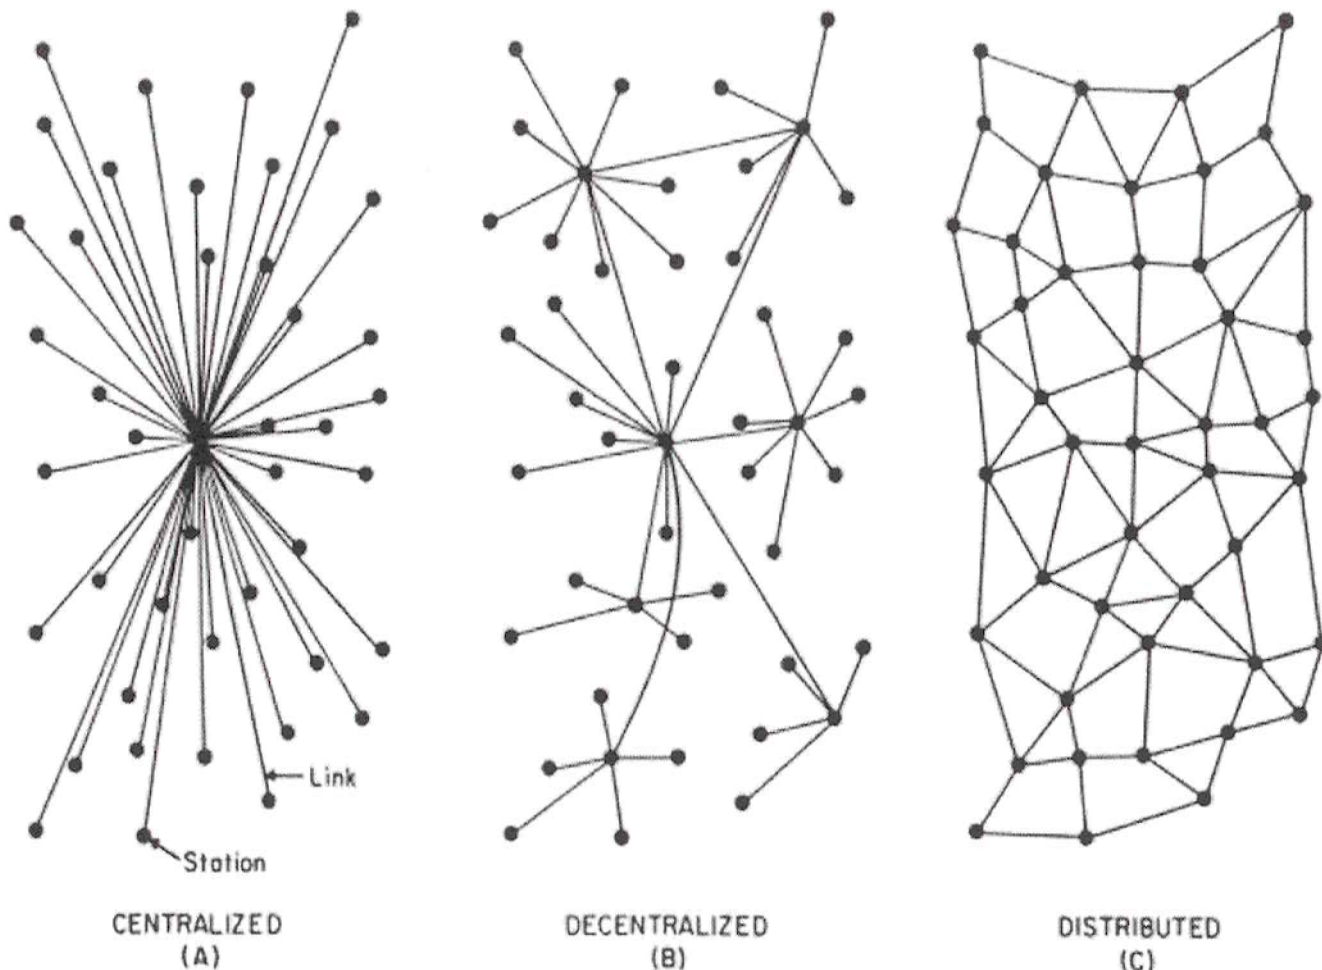 Link
Station
CENTRALIZED
(A)
DECENTRALIZED
(B)
DISTRIBUTED
(C)